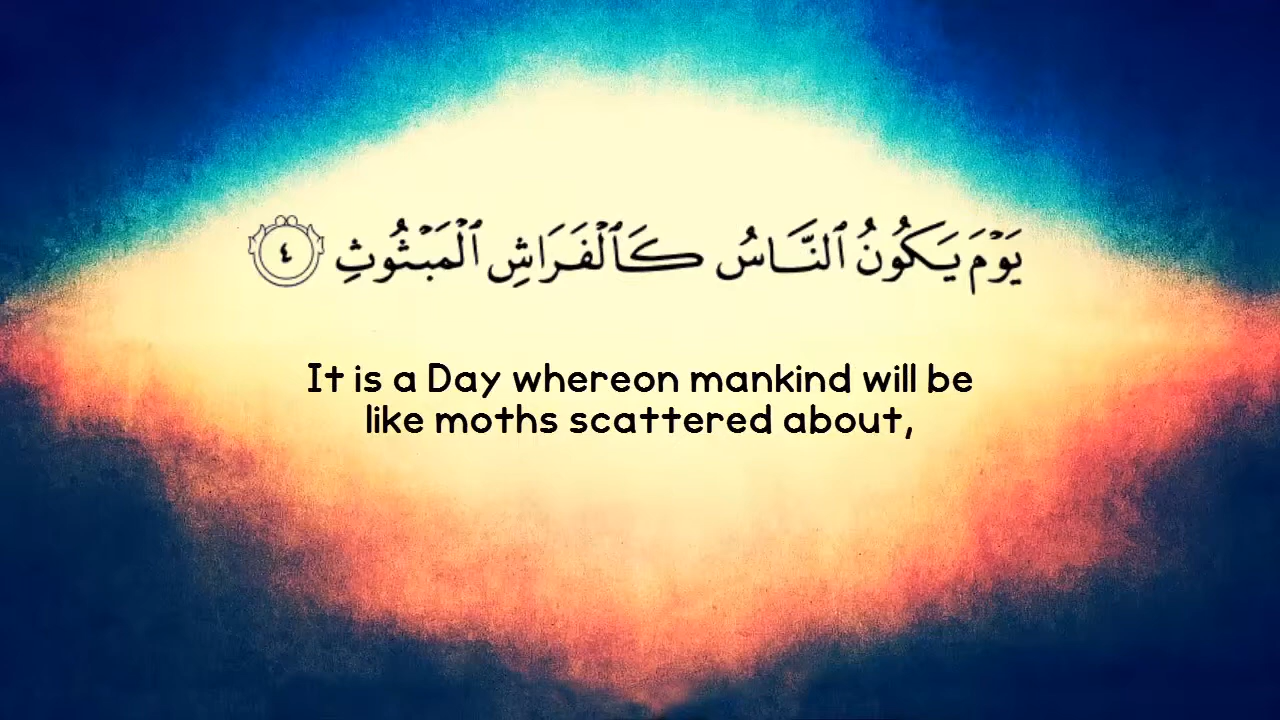 يَوْمَ يَكُونُ ٱلنَّاسُ كَٱلْفَرَاشِ ٱلْمَبْثُوثِ ٤
It is a Day whereon mankind will be
like moths scattered about,